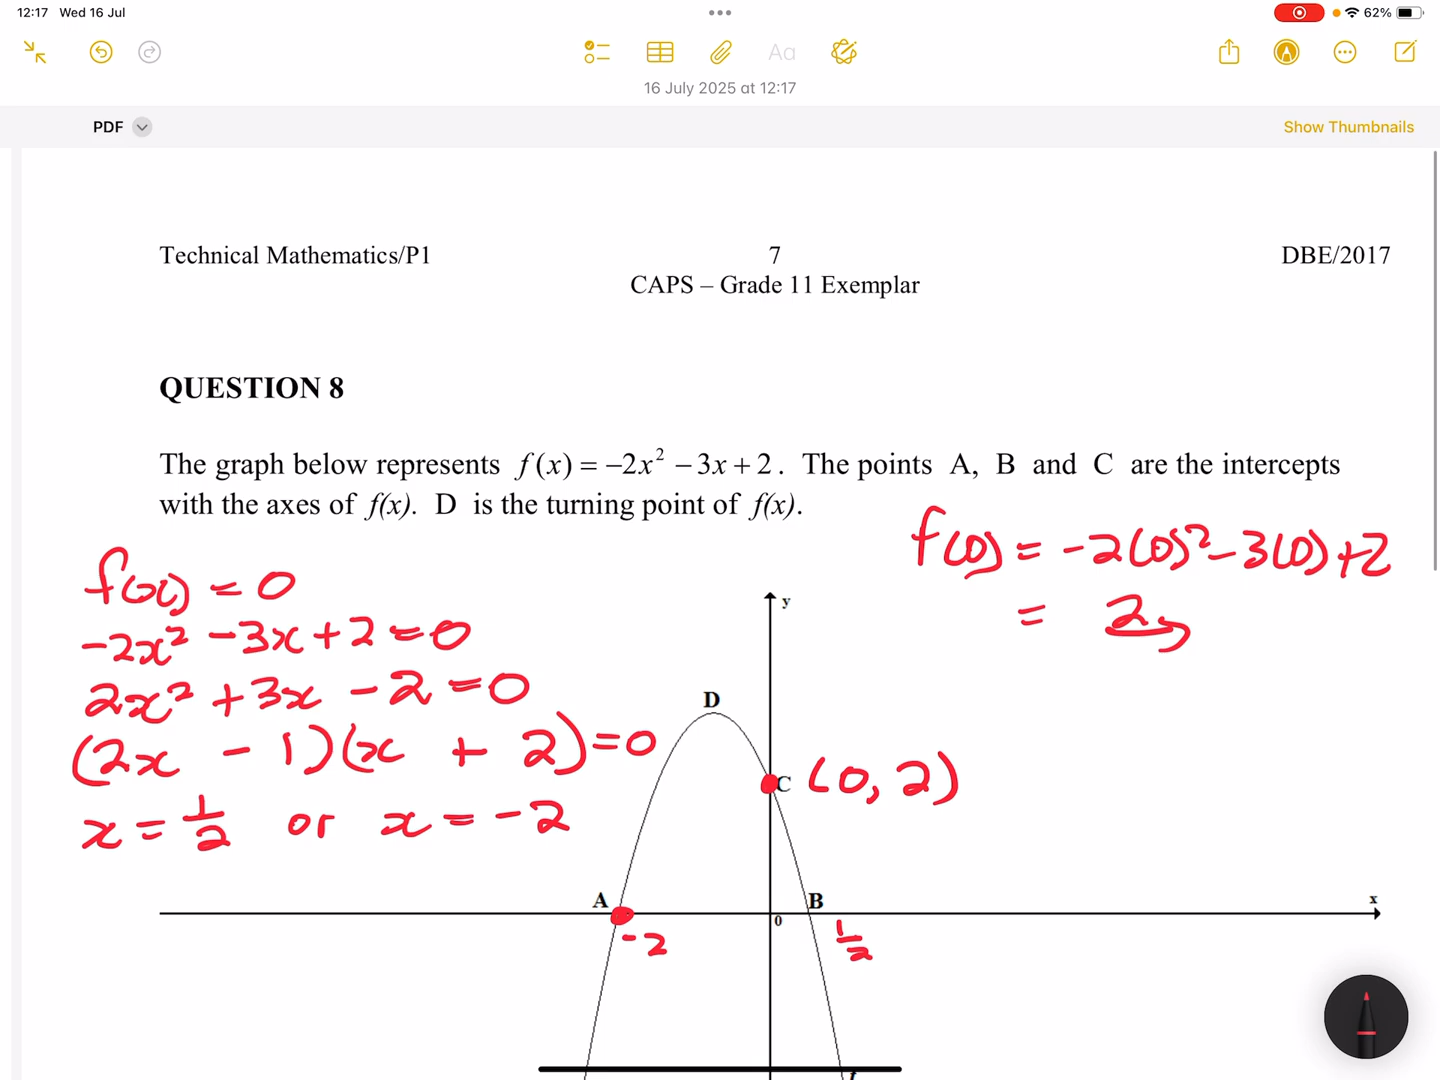 12:17 Wed 16 Jul
62%
Aa
16 July 2025 at 12:17
PDF
Show Thumbnails
Technical Mathematics/P1 7 DBE/2017
CAPS – Grade 11 Exemplar
QUESTION 8
The graph below represents f(x) = −2x² − 3x + 2. The points A, B and C are the intercepts
with the axes of f(x). D is the turning point of f(x).
f(0) = -2(0)² - 3(0) + 2
= 2
f(x) = 0
-2x² - 3x + 2 = 0
2x² + 3x - 2 = 0
(2x - 1)(x + 2) = 0
x = 1/2 or x = -2
y
D
C (0, 2)
A B x
0
-2 1/2
f